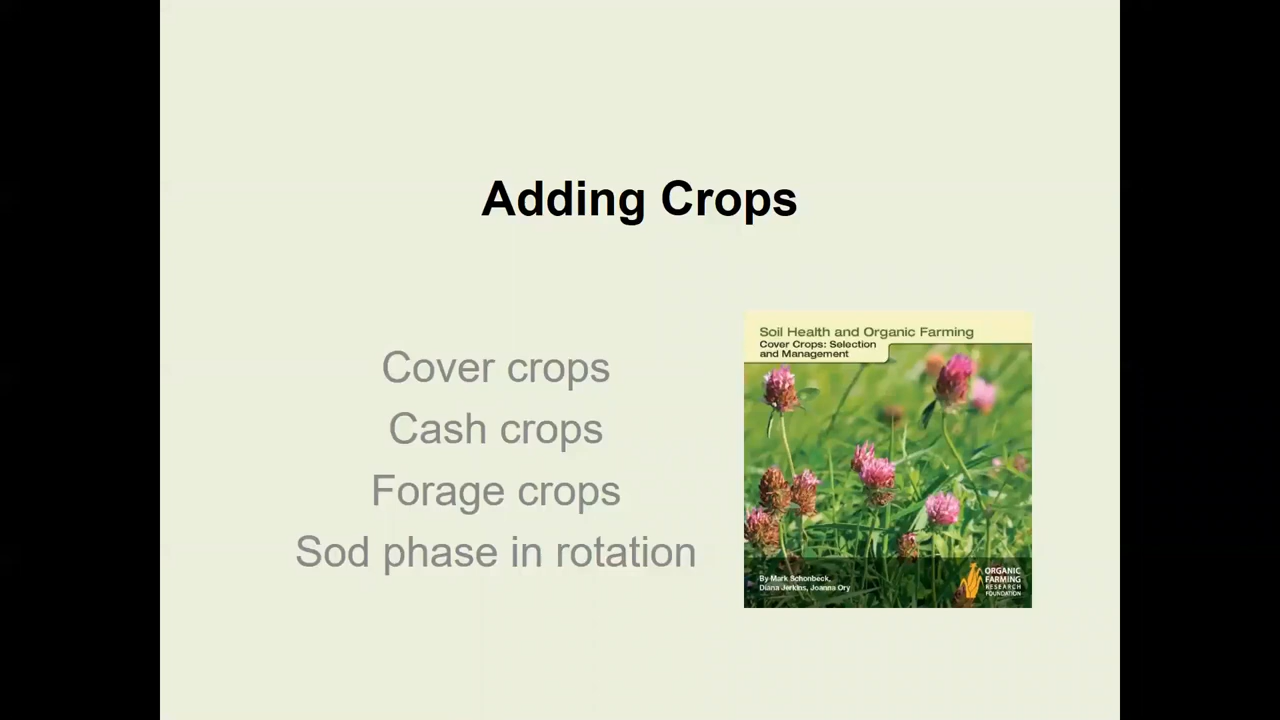 Adding Crops
Cover crops
Cash crops
Forage crops
Sod phase in rotation
Soil Health and Organic Farming
Cover Crops: Selection
and Management
By Mark Schonbeck,
Diana Jerkins, Joanna Ory
ORGANIC
FARMING
RESEARCH
FOUNDATION